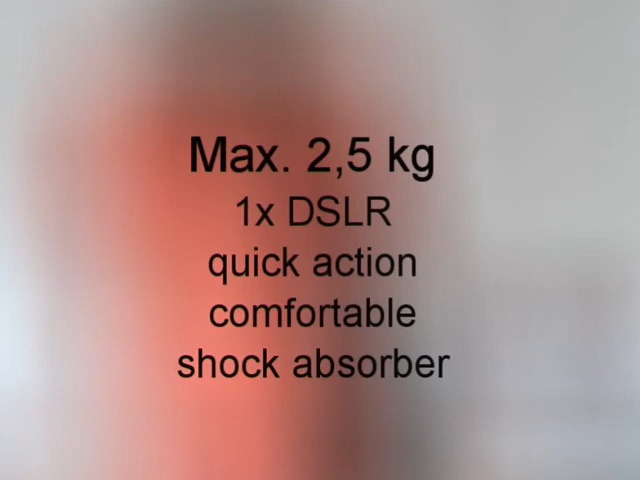 Max. 2,5 kg
1x DSLR
quick action
comfortable
shock absorber